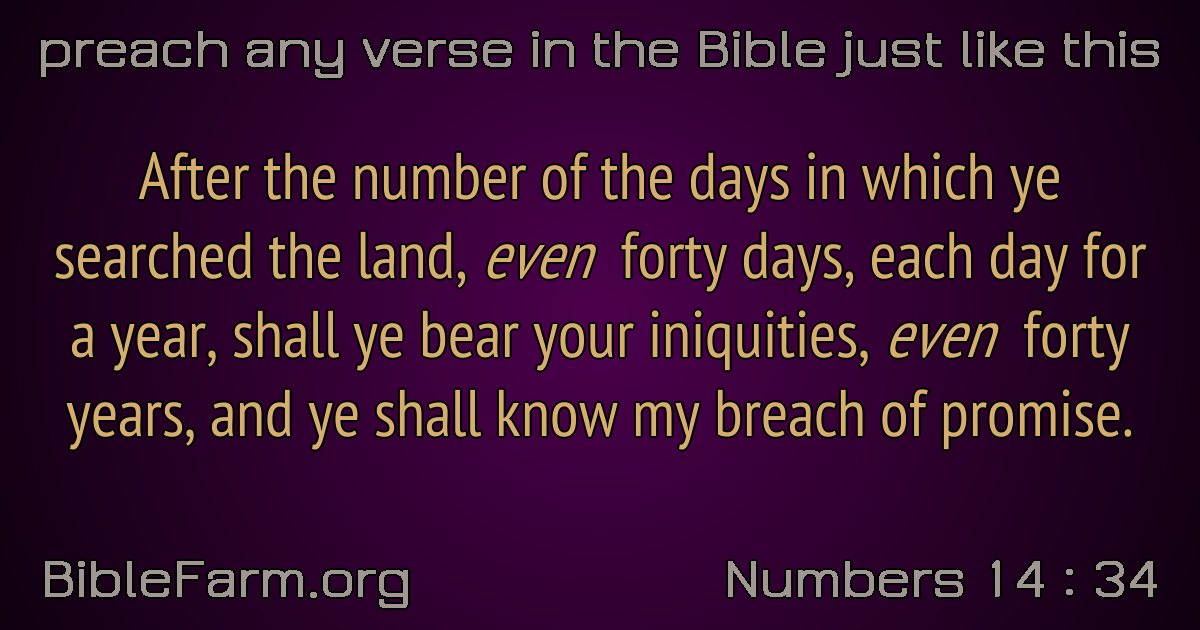 preach any verse in the Bible just like this
After the number of the days in which ye
searched the land, even forty days, each day for
a year, shall ye bear your iniquities, even forty
years, and ye shall know my breach of promise.
BibleFarm.org
Numbers 14 : 34